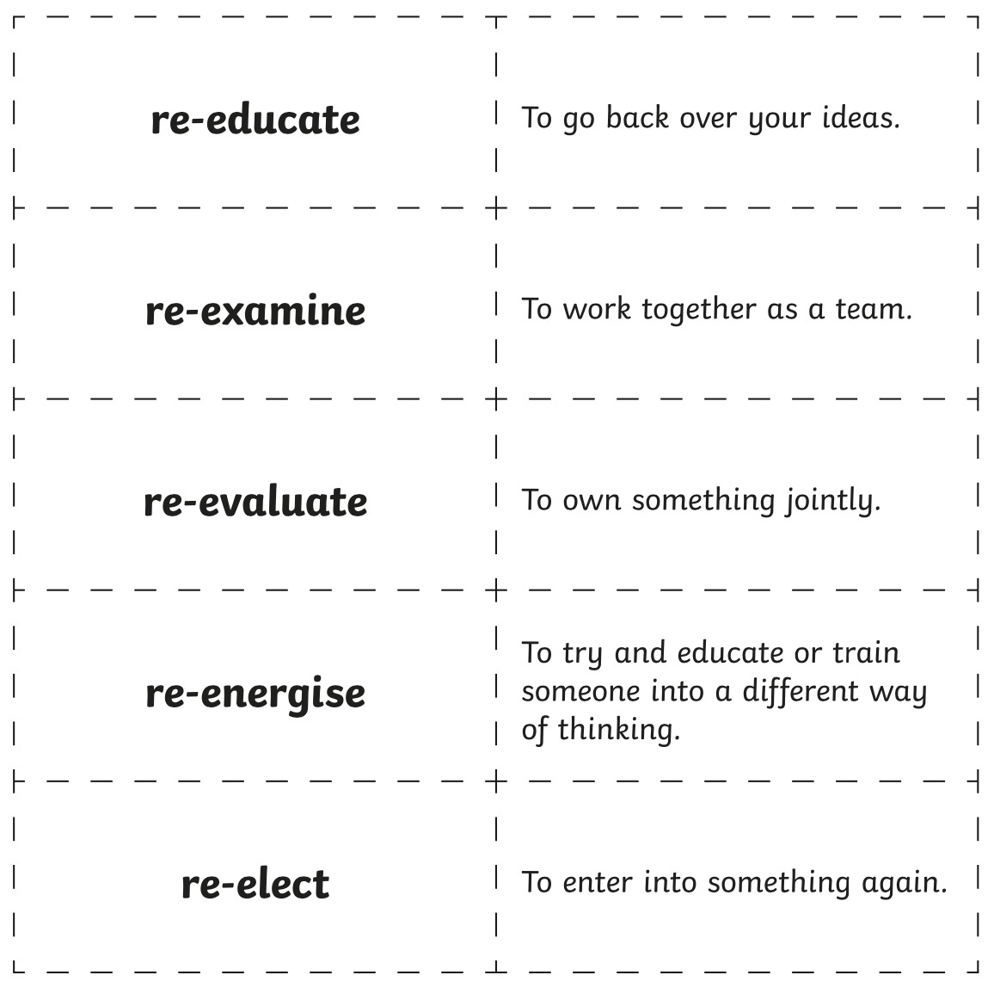 re-educate
To go back over your ideas.
re-examine
To work together as a team.
re-evaluate
To own something jointly.
re-energise
To try and educate or train
someone into a different way
of thinking.
re-elect
To enter into something again.